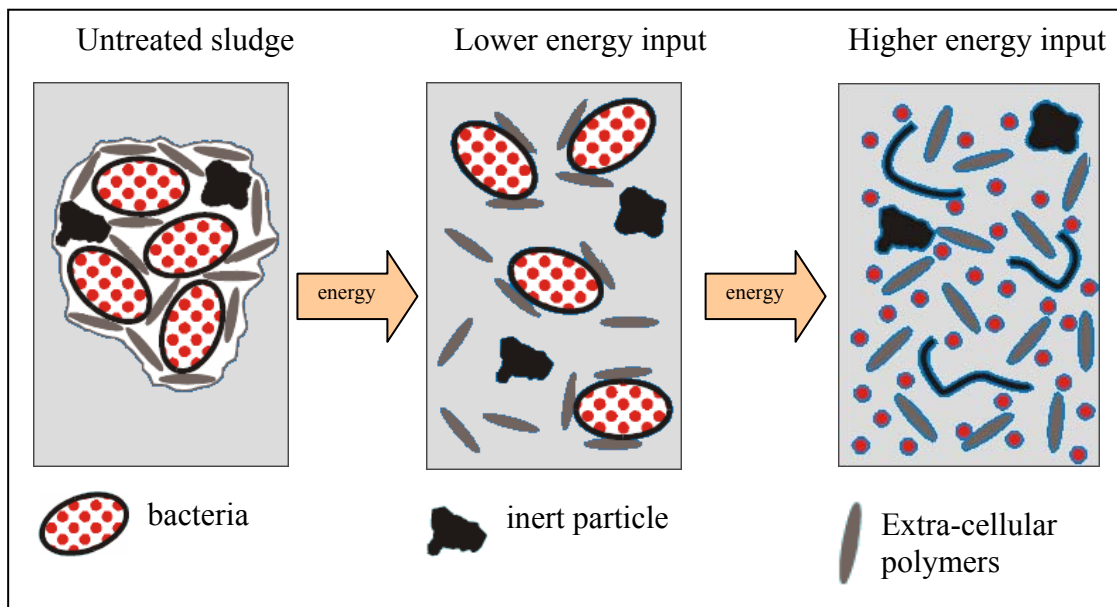 Untreated sludge
Lower energy input
Higher energy input
energy
energy
bacteria
inert particle
Extra-cellular
polymers